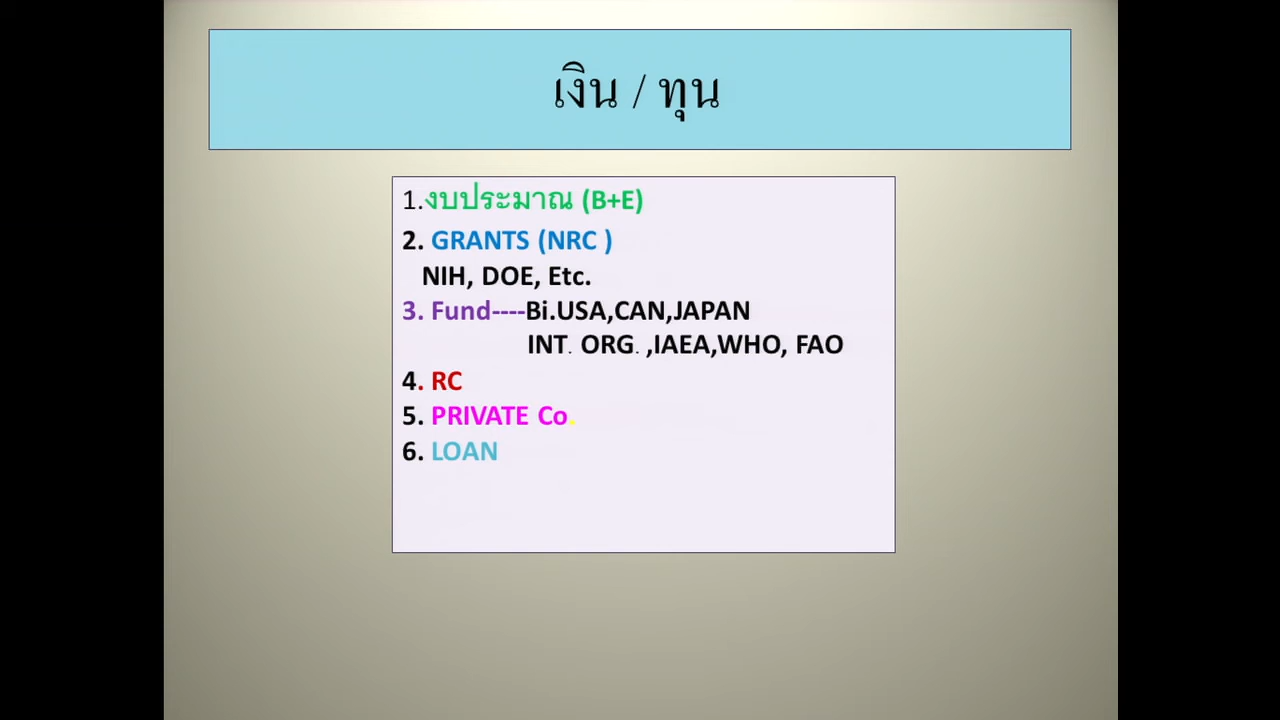 เงิน / ทุน
1.งบประมาณ (B+E)
2. GRANTS (NRC )
NIH, DOE, Etc.
3. Fund----Bi.USA,CAN,JAPAN
INT. ORG. ,IAEA,WHO, FAO
4. RC
5. PRIVATE Co.
6. LOAN